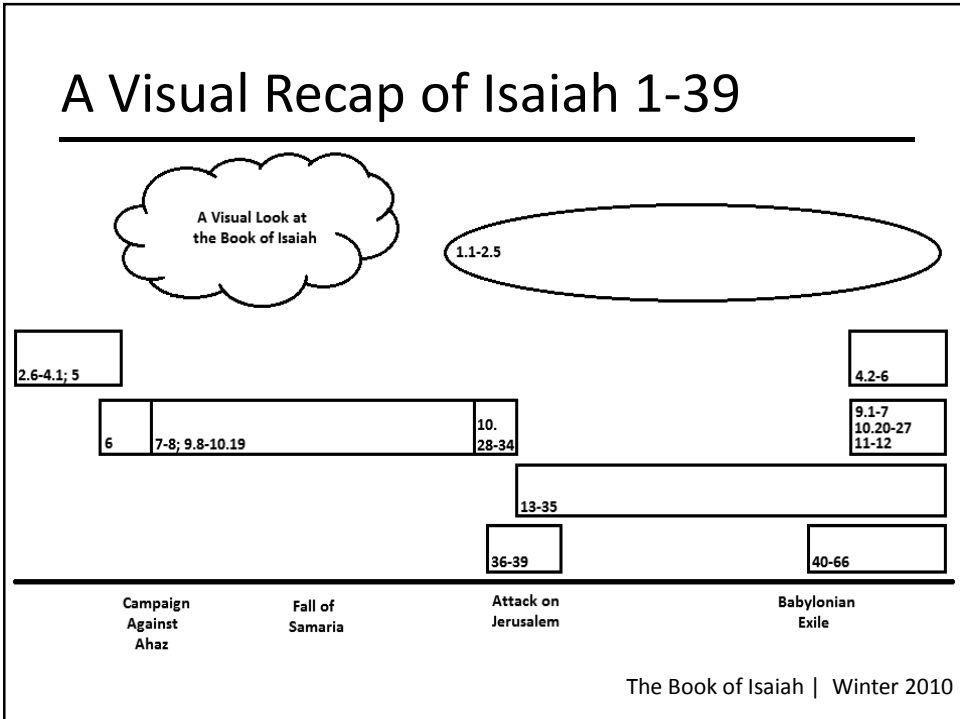 A Visual Recap of Isaiah 1-39
A Visual Look at
the Book of Isaiah
1.1-2.5
2.6-4.1; 5
4.2-6
6
7-8; 9.8-10.19
10.
28-34
9.1-7
10.20-27
11-12
13-35
36-39
40-66
Campaign
Against
Ahaz
Fall of
Samaria
Attack on
Jerusalem
Babylonian
Exile
The Book of Isaiah | Winter 2010